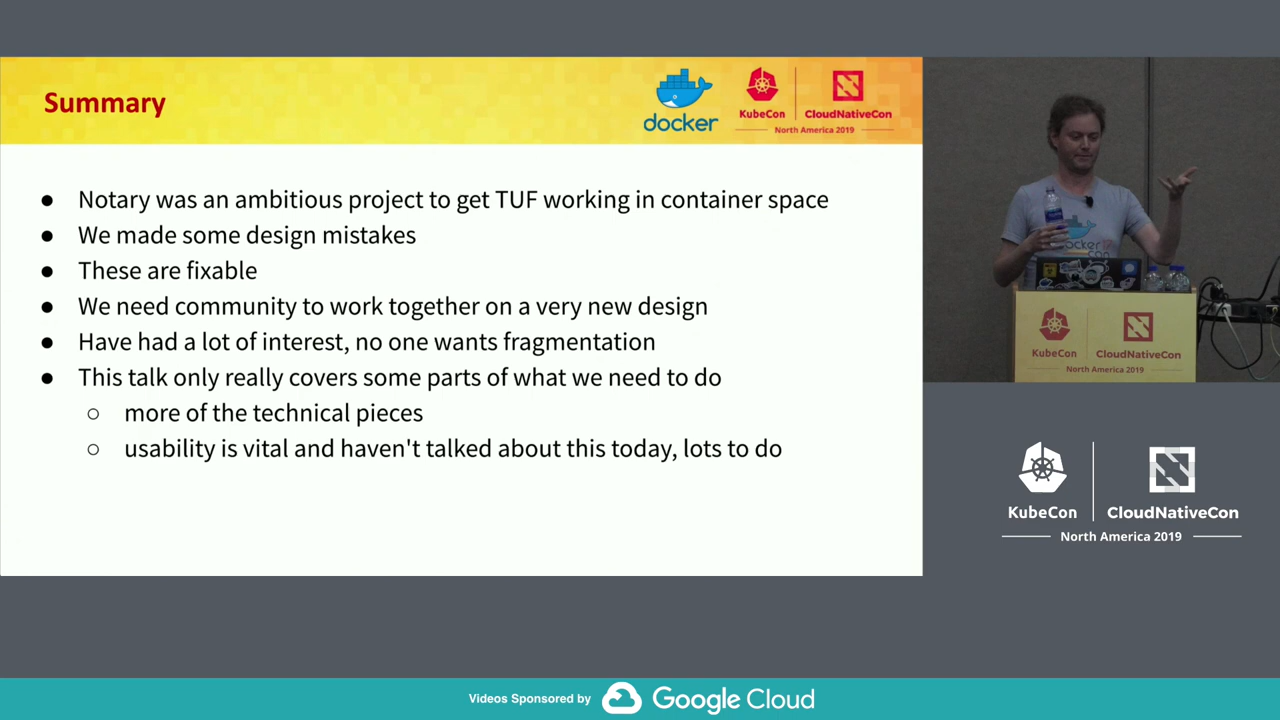 Summary
docker
KubeCon
CloudNativeCon
North America 2019
● Notary was an ambitious project to get TUF working in container space
● We made some design mistakes
● These are fixable
● We need community to work together on a very new design
● Have had a lot of interest, no one wants fragmentation
● This talk only really covers some parts of what we need to do
○ more of the technical pieces
○ usability is vital and haven't talked about this today, lots to do
docker
con
KubeCon
CloudNativeCon
North America 2019
KubeCon
CloudNativeCon
North America 2019
Videos Sponsored by Google Cloud